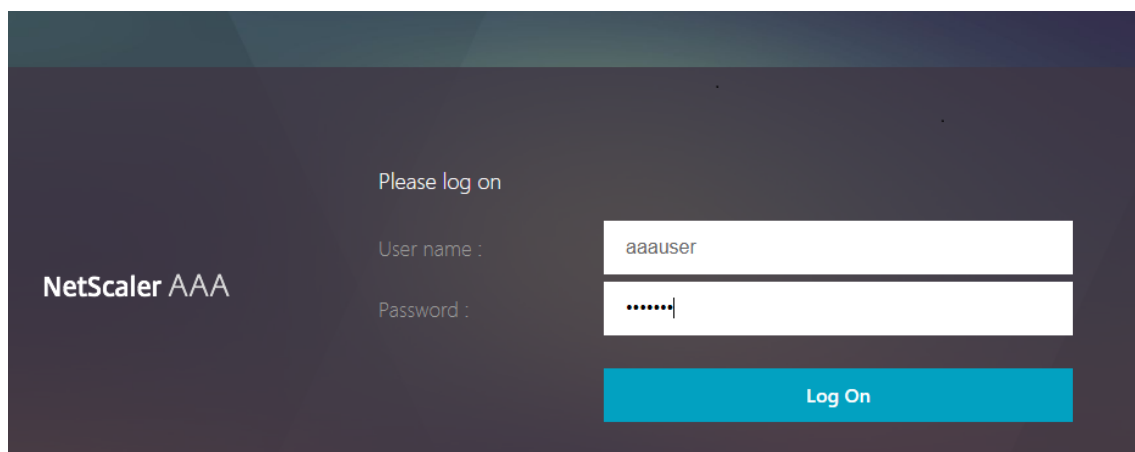 Please log on
User name :
aaauser
NetScaler AAA
Password :
•••••••
Log On